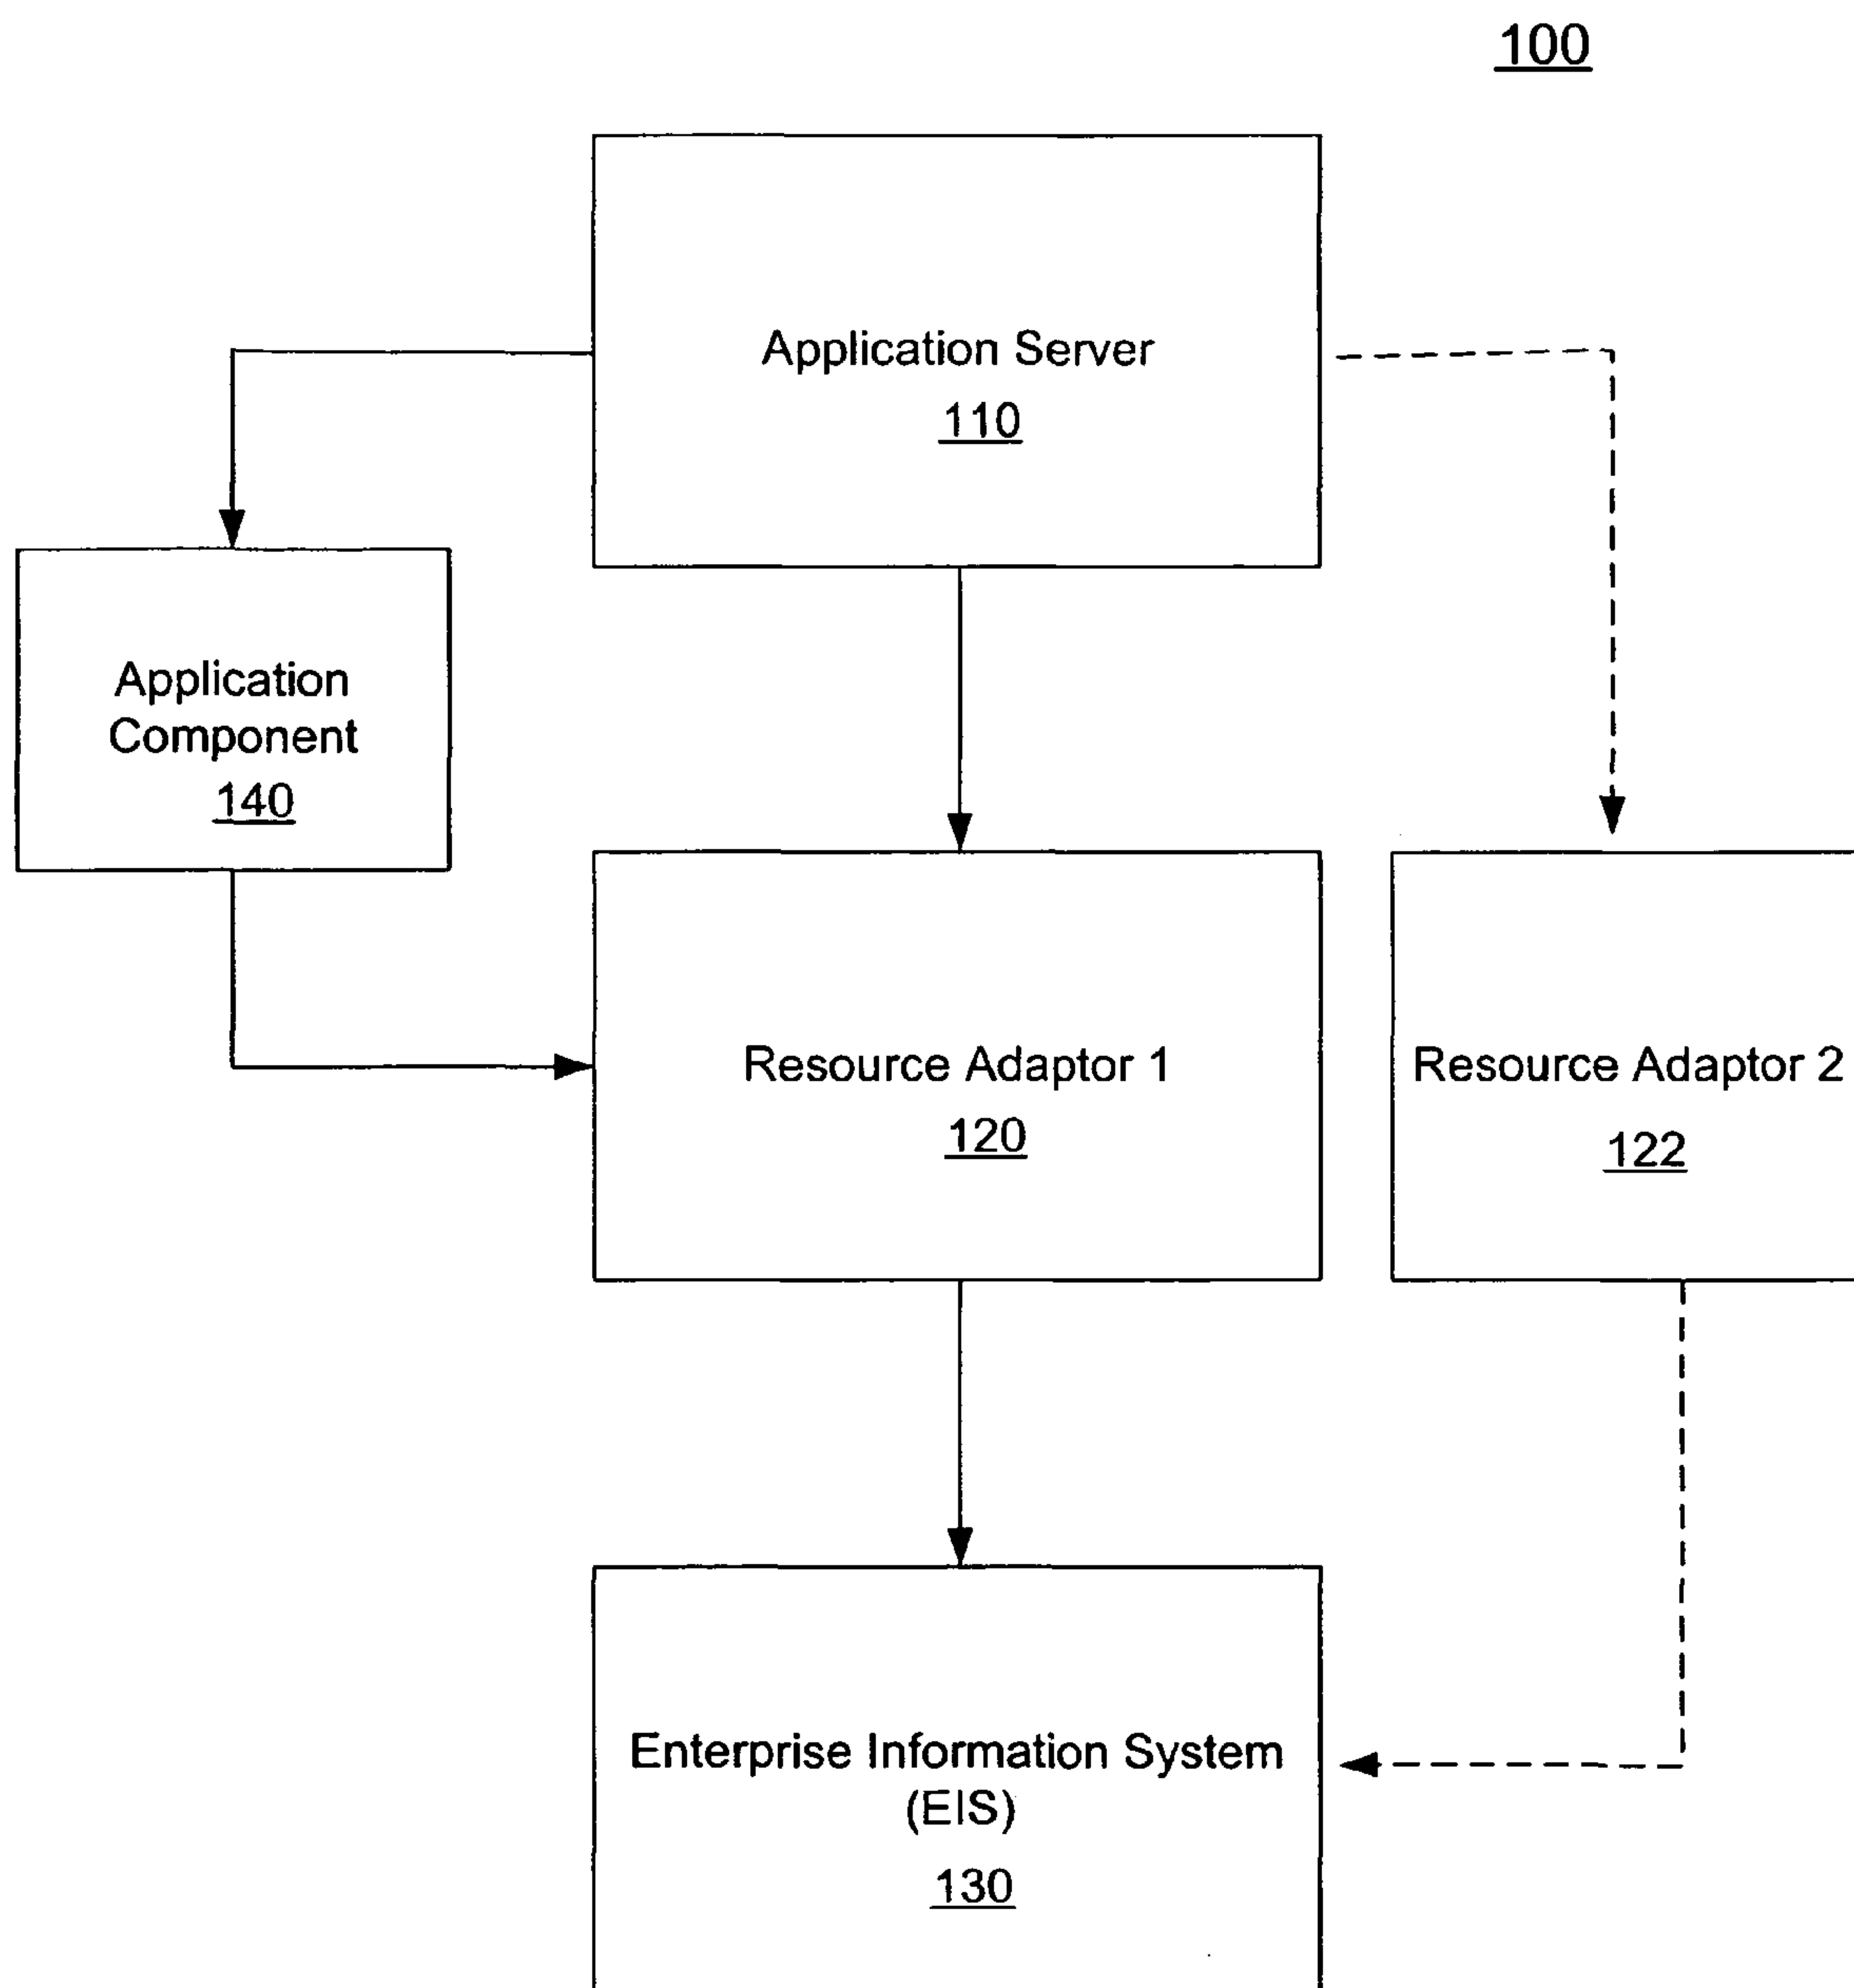 100
Application Server
110
Application
Component
140
Resource Adaptor 1
120
Resource Adaptor 2
122
Enterprise Information System
(EIS)
130